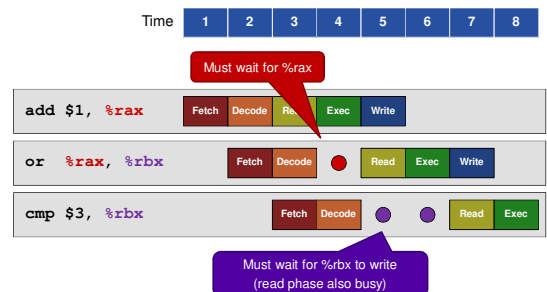 Time 1 2 3 4 5 6 7 8
Must wait for %rax
add $1, %rax Fetch Decode Read Exec Write
or %rax, %rbx Fetch Decode Read Exec Write
cmp $3, %rbx Fetch Decode Read Exec
Must wait for %rbx to write
(read phase also busy)